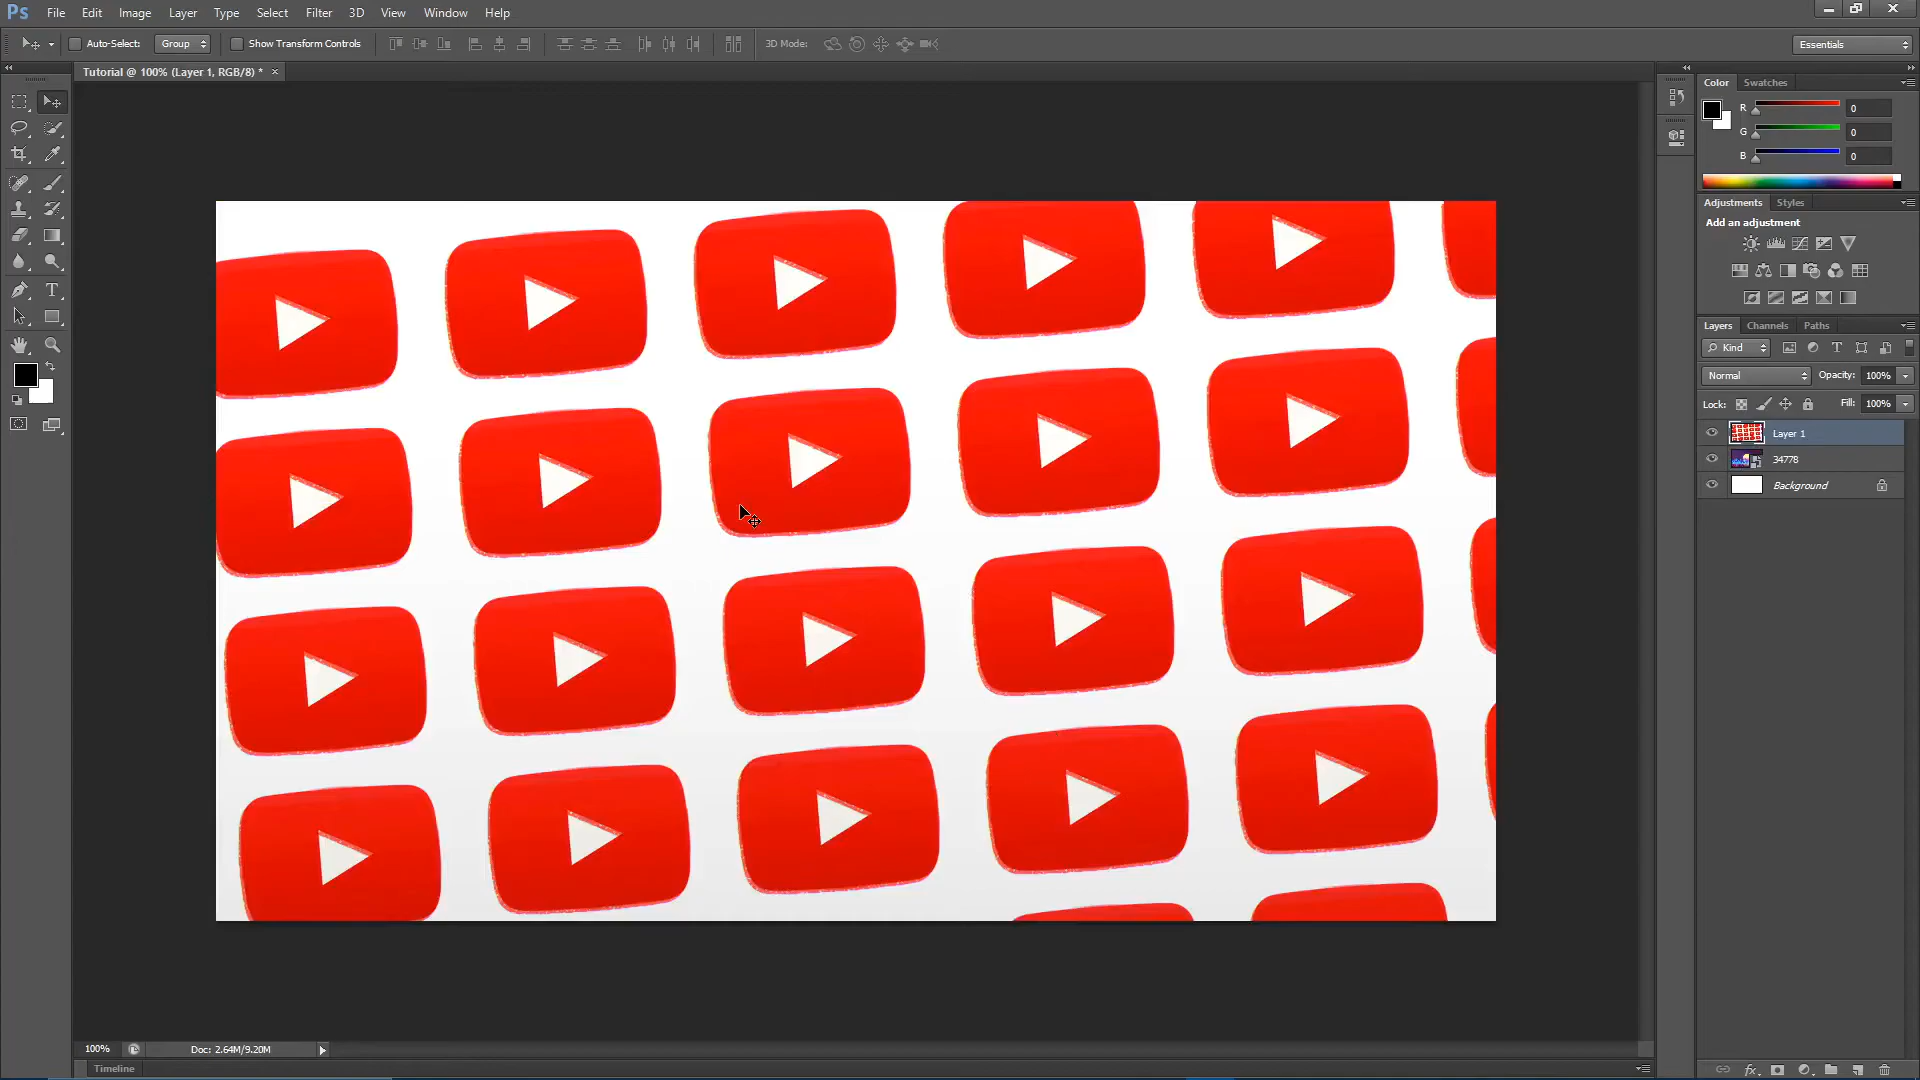 Ps File Edit Image Layer Type Select Filter 3D View Window Help
Auto-Select: Group Show Transform Controls 3D Mode: Essentials
Tutorial @ 100% (Layer 1, RGB/8) * ×
Color Swatches
R 0
G 0
B 0
Adjustments Styles
Add an adjustment
Layers Channels Paths
Kind
Normal Opacity: 100%
Lock: Fill: 100%
Layer 1
34778
Background
100% Doc: 2.64M/9.20M
Timeline